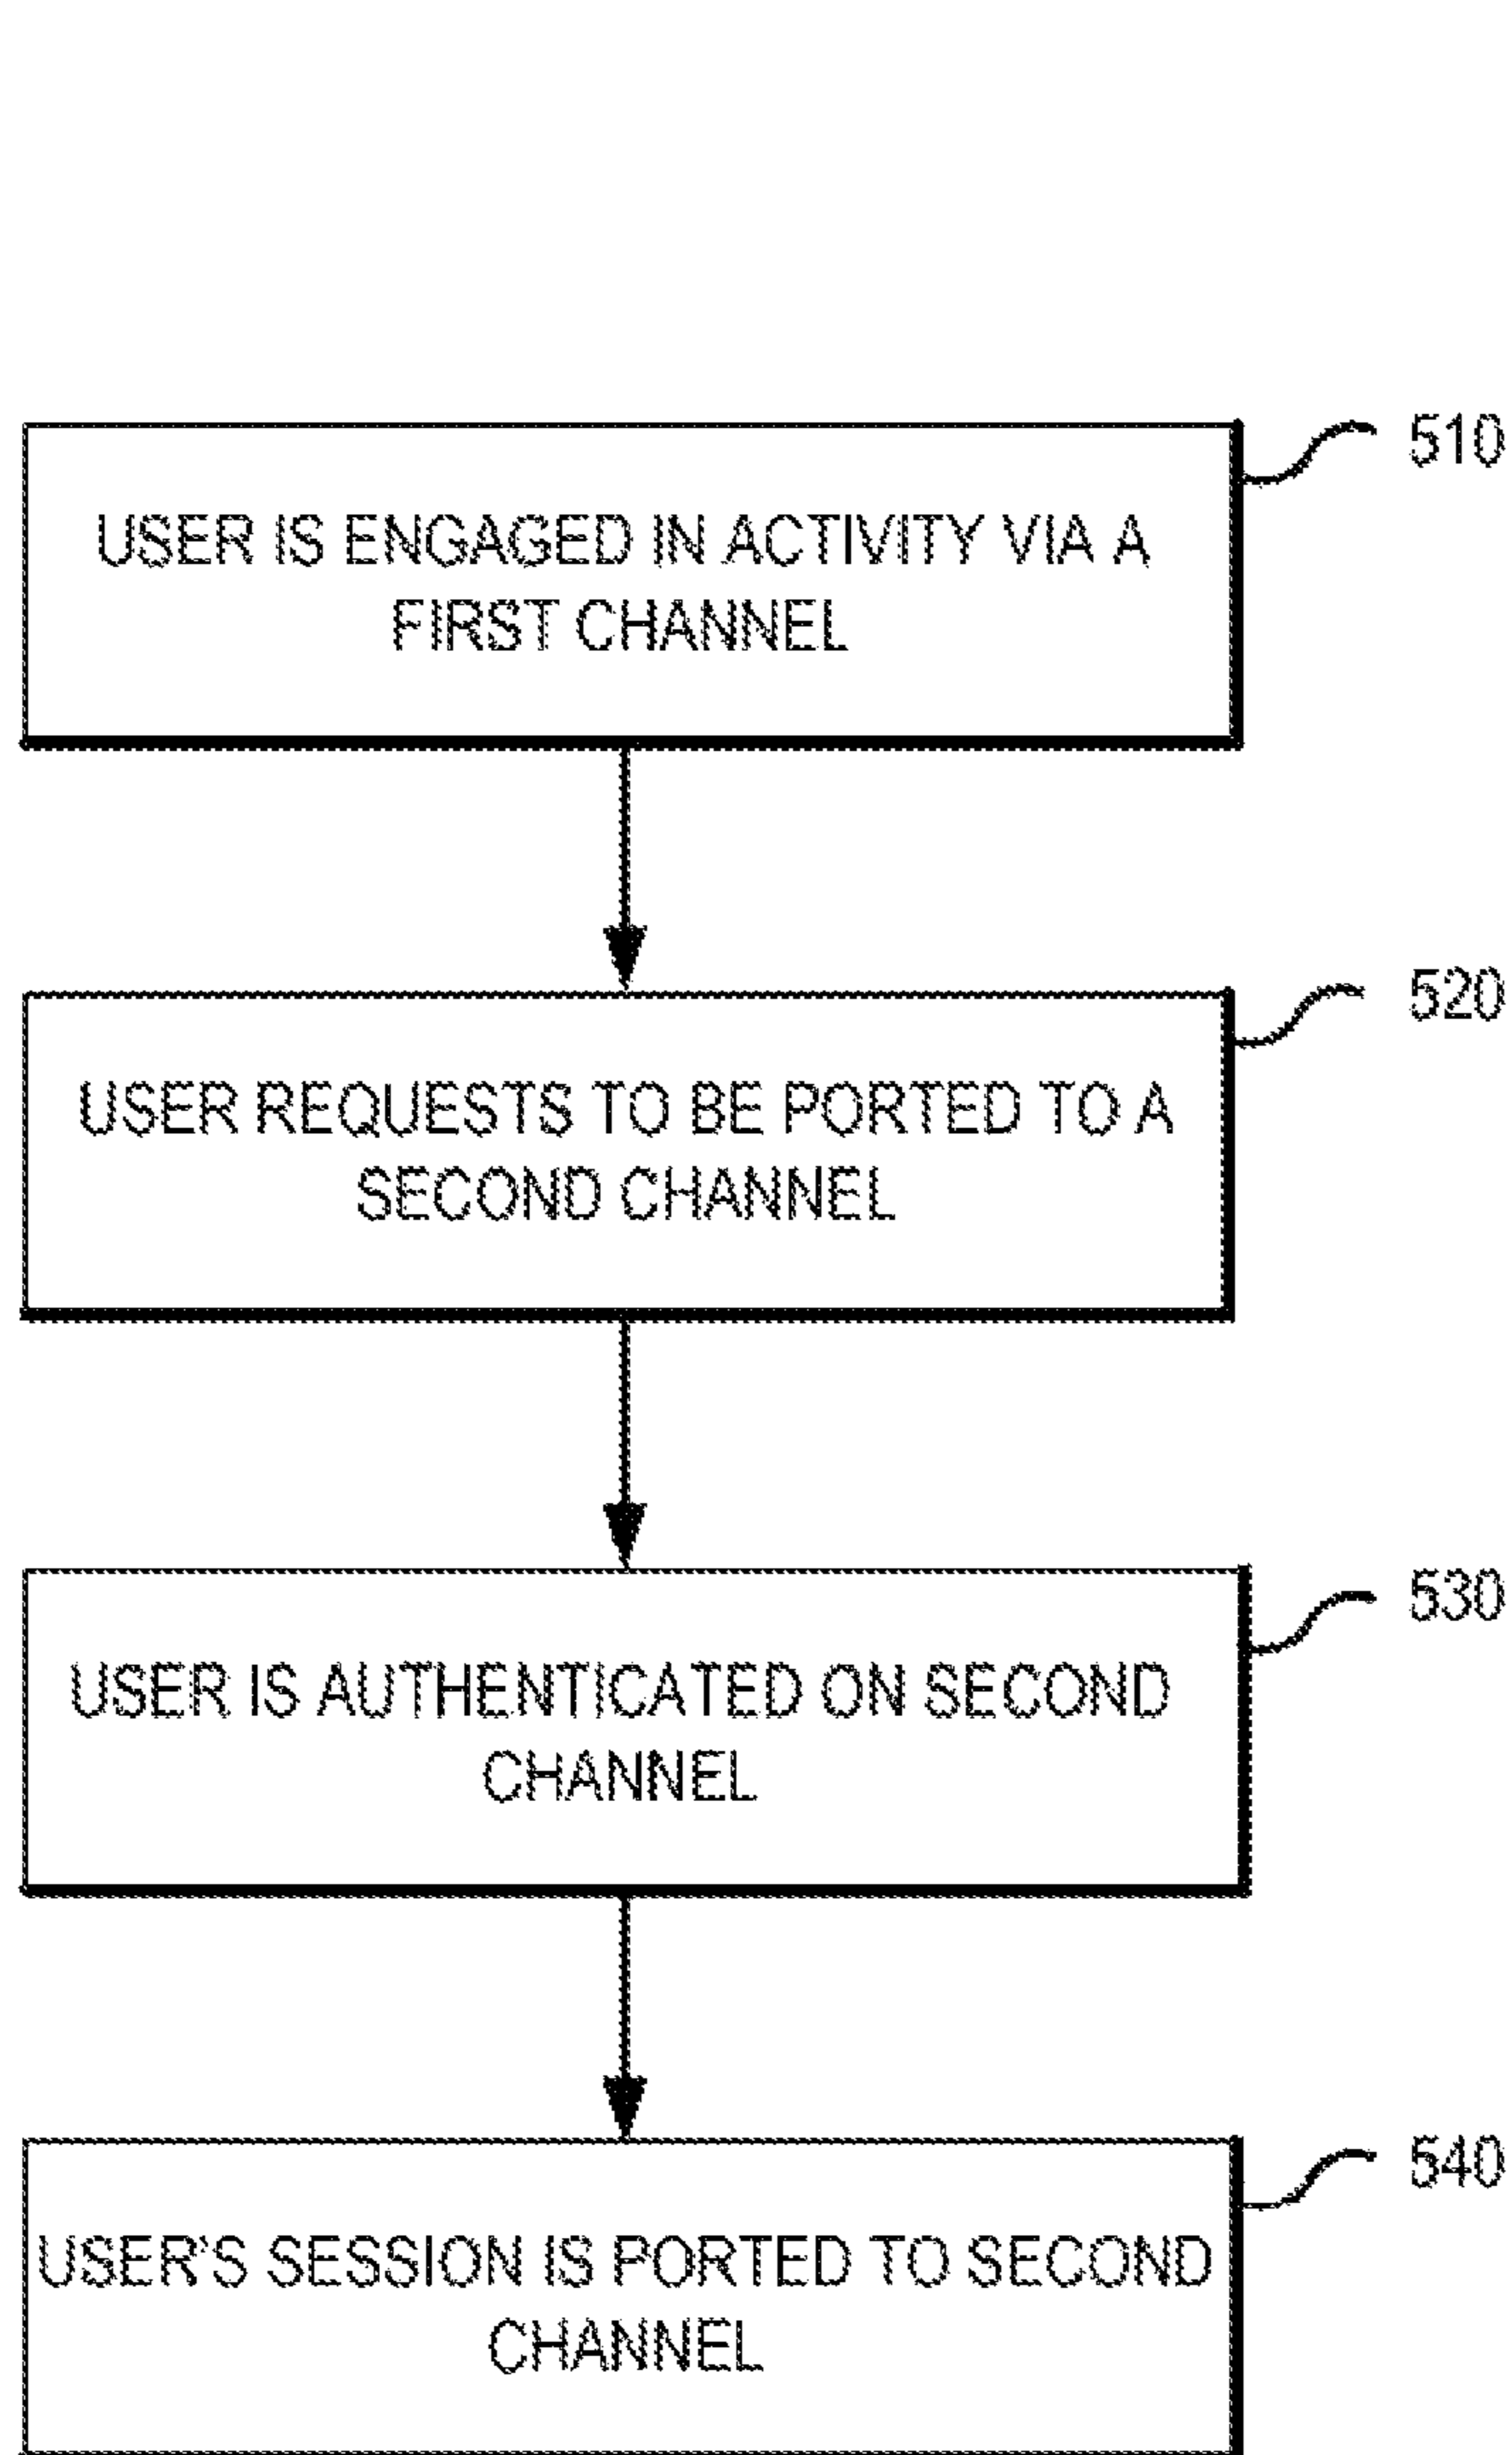 510
USER IS ENGAGED IN ACTIVITY VIA A
FIRST CHANNEL
520
USER REQUESTS TO BE PORTED TO A
SECOND CHANNEL
530
USER IS AUTHENTICATED ON SECOND
CHANNEL
540
USER'S SESSION IS PORTED TO SECOND
CHANNEL